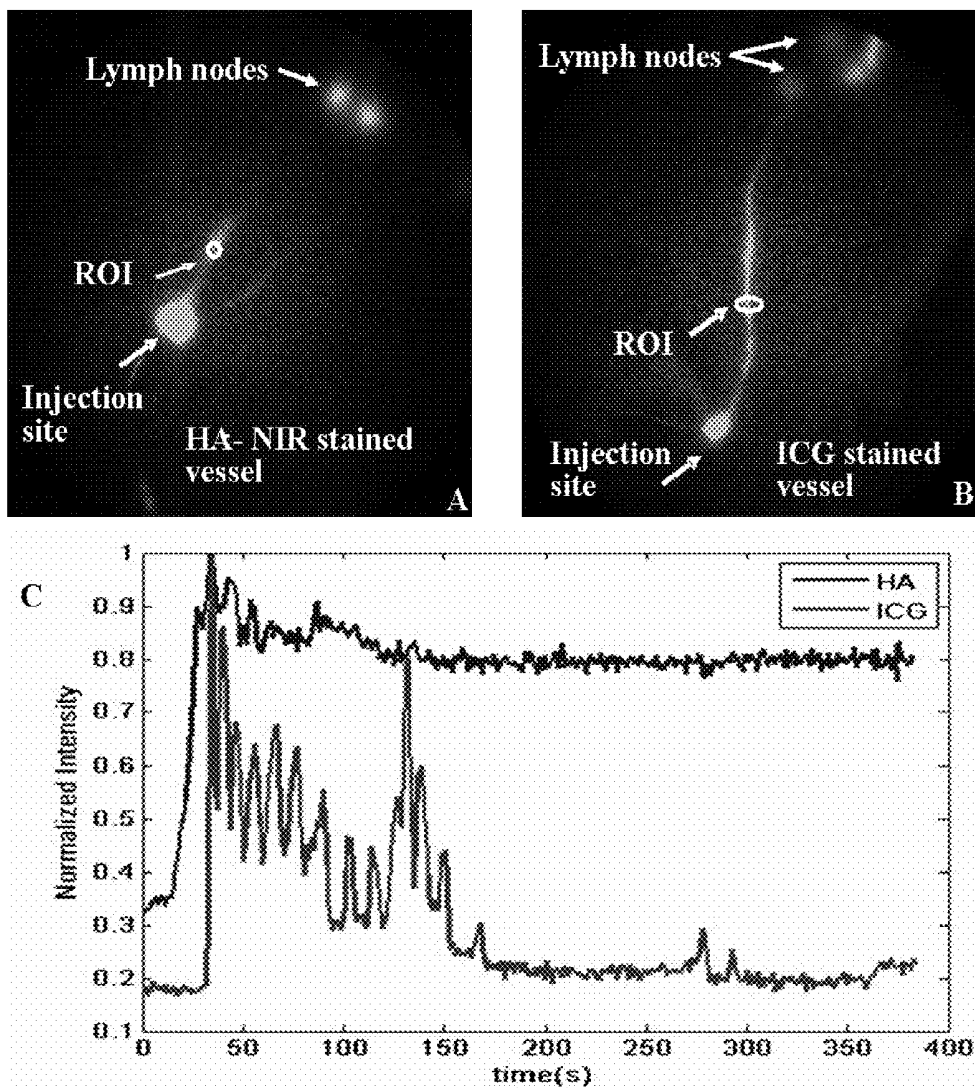 Lymph nodes
ROI
Injection
site
HA- NIR stained
vessel
A
Lymph nodes
ROI
Injection
site
ICG stained
vessel
B
C
HA
ICG
Normalized Intensity
1
0.9
0.8
0.7
0.6
0.5
0.4
0.3
0.2
0.1
0 50 100 150 200 250 300 350 400
time(s)